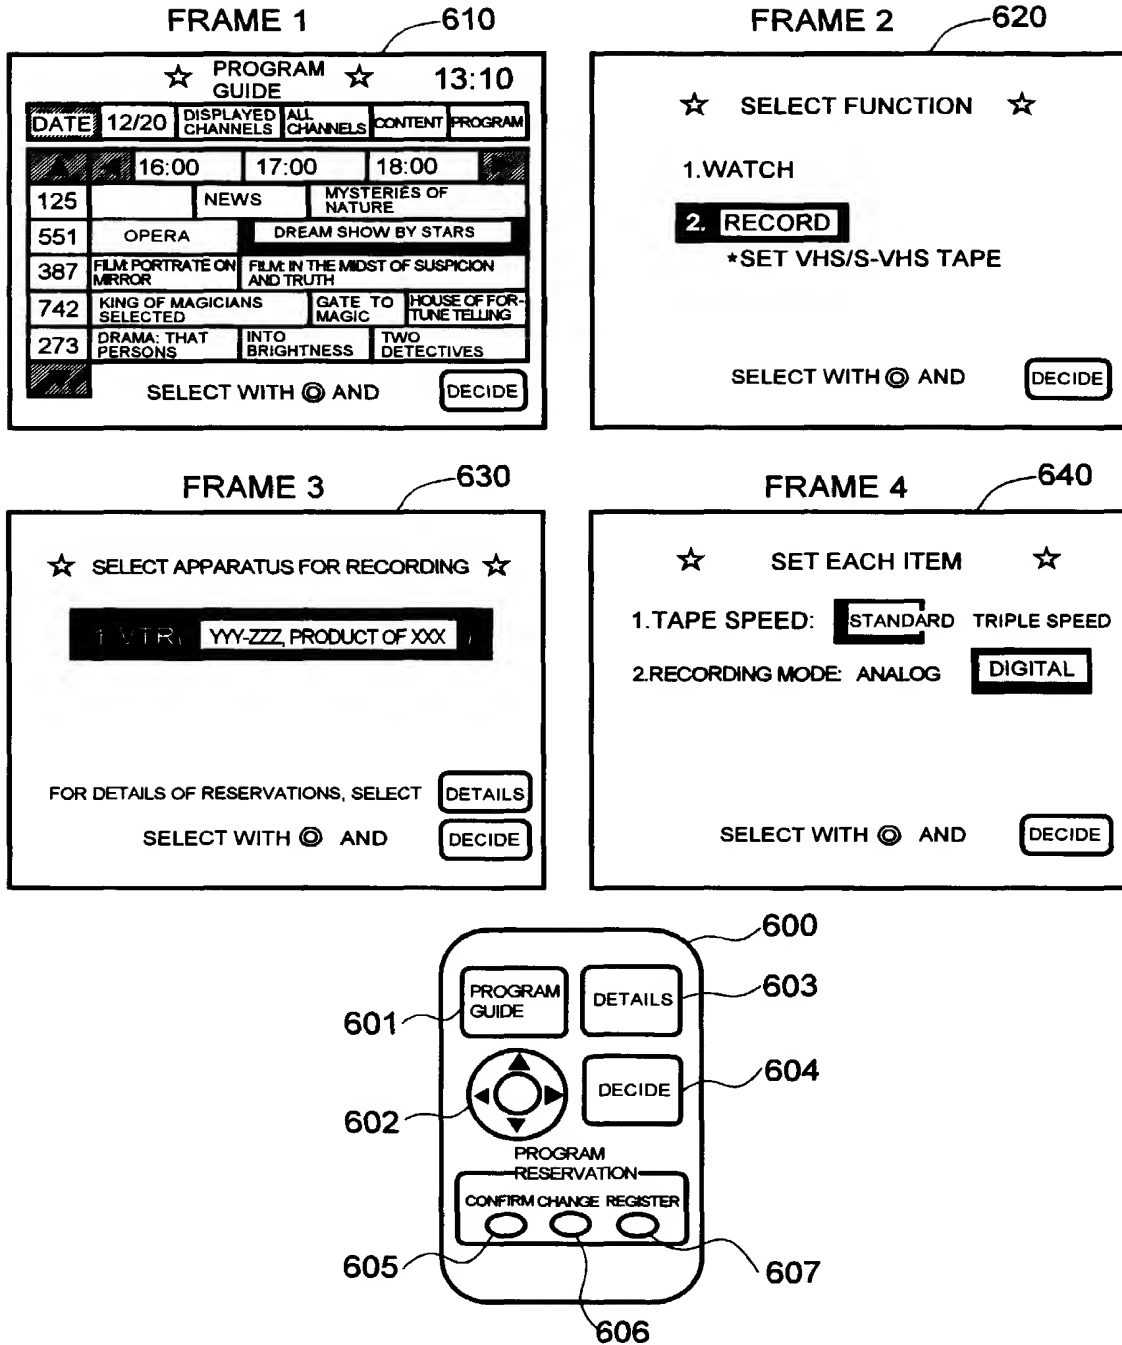 FRAME 1
610
☆ PROGRAM GUIDE ☆ 13:10
DATE 12/20 DISPLAYED CHANNELS ALL CHANNELS CONTENT PROGRAM
16:00 17:00 18:00
125 NEWS MYSTERIES OF NATURE
551 OPERA DREAM SHOW BY STARS
387 FILM: PORTRATE ON MIRROR FILM: IN THE MIDST OF SUSPICION AND TRUTH
742 KING OF MAGICIANS SELECTED GATE TO MAGIC HOUSE OF FOR-TUNE TELLING
273 DRAMA: THAT PERSONS INTO BRIGHTNESS TWO DETECTIVES
SELECT WITH ◎ AND DECIDE
FRAME 2
620
☆ SELECT FUNCTION ☆
1.WATCH
2. RECORD
*SET VHS/S-VHS TAPE
SELECT WITH ◎ AND DECIDE
FRAME 3
630
☆ SELECT APPARATUS FOR RECORDING ☆
1.VTR( YYY-ZZZ, PRODUCT OF XXX )
FOR DETAILS OF RESERVATIONS, SELECT DETAILS
SELECT WITH ◎ AND DECIDE
FRAME 4
640
☆ SET EACH ITEM ☆
1.TAPE SPEED: STANDARD TRIPLE SPEED
2.RECORDING MODE: ANALOG DIGITAL
SELECT WITH ◎ AND DECIDE
600
PROGRAM GUIDE
DETAILS
603
601
DECIDE
604
602
PROGRAM
RESERVATION
CONFIRM CHANGE REGISTER
605
607
606